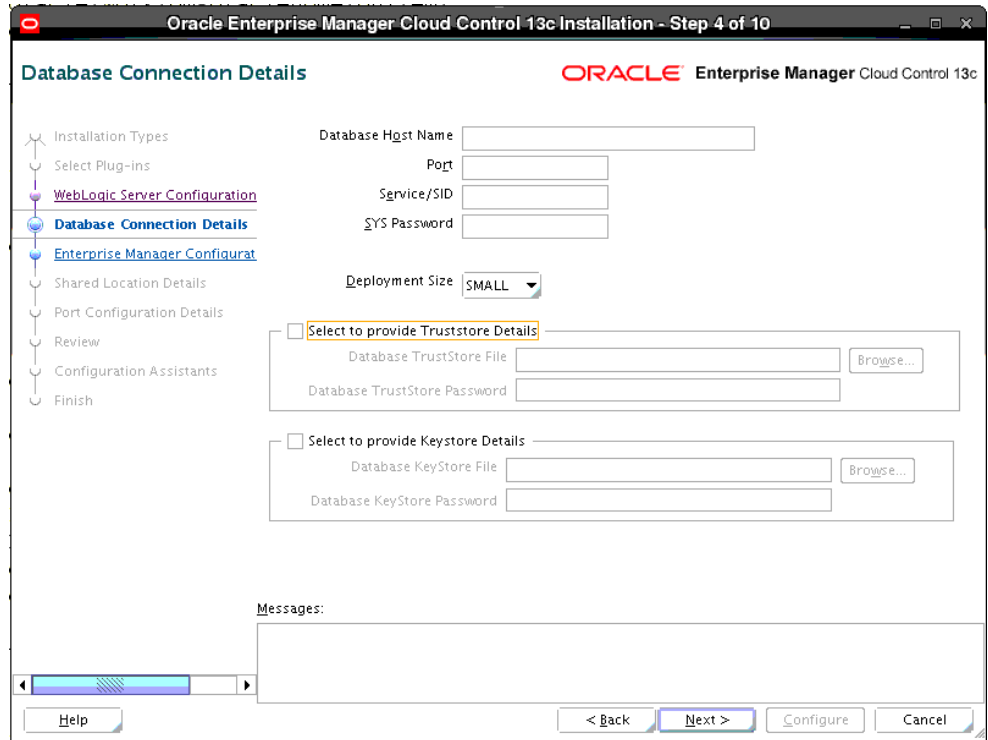 Oracle Enterprise Manager Cloud Control 13c Installation - Step 4 of 10
Database Connection Details
ORACLE Enterprise Manager Cloud Control 13c
Installation Types
Select Plug-ins
WebLogic Server Configuration
Database Connection Details
Enterprise Manager Configurat
Shared Location Details
Port Configuration Details
Review
Configuration Assistants
Finish
Database Host Name
Port
Service/SID
SYS Password
Deployment Size SMALL
Select to provide Truststore Details
Database TrustStore File Browse...
Database TrustStore Password
Select to provide Keystore Details
Database KeyStore File Browse...
Database KeyStore Password
Messages:
Help < Back Next > Configure Cancel